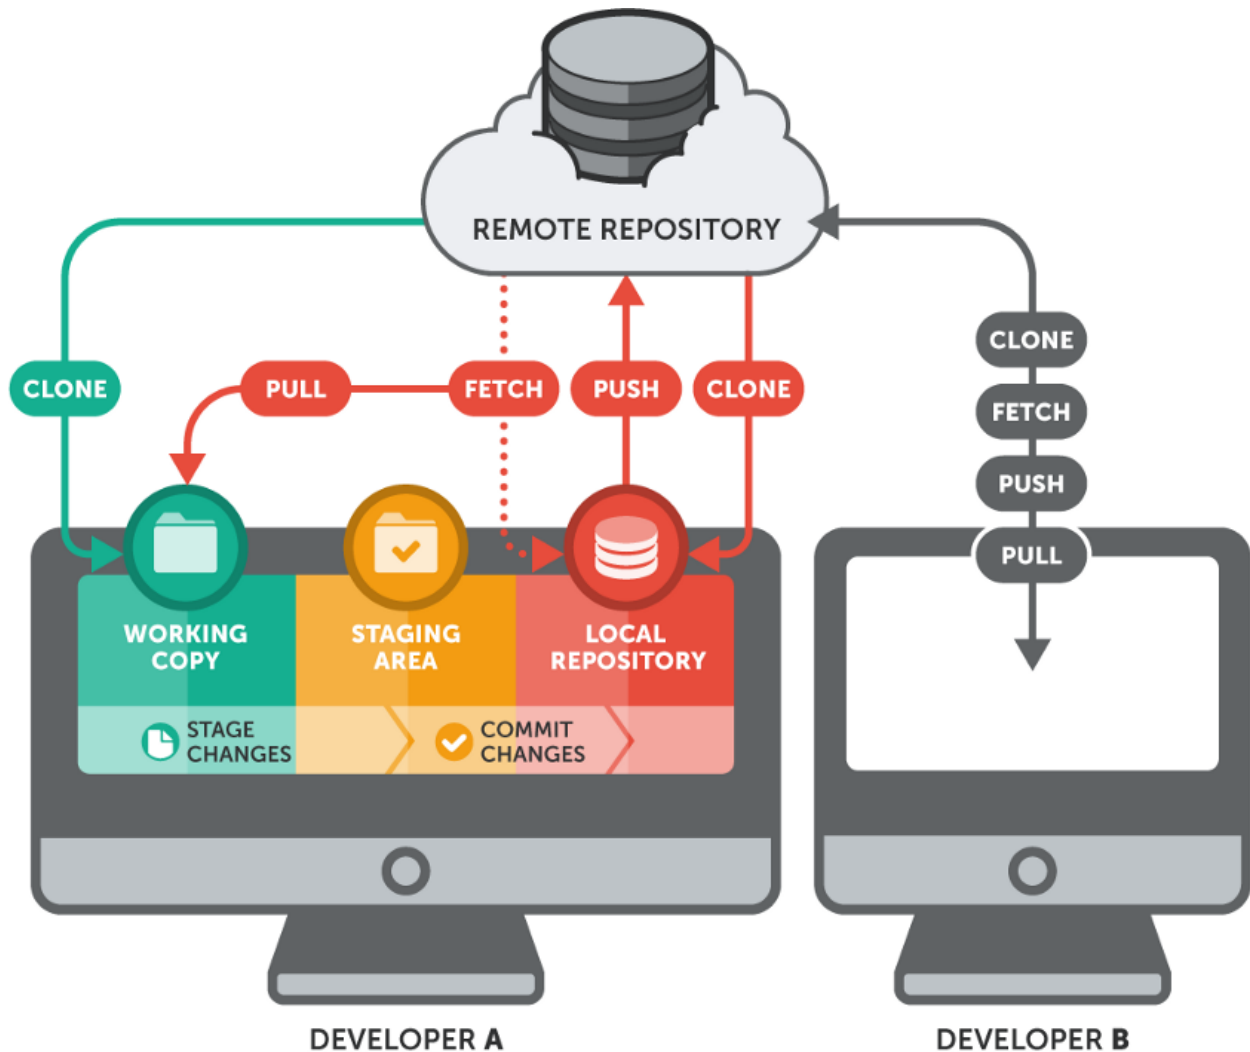 REMOTE REPOSITORY
CLONE
PULL
FETCH
PUSH
CLONE
CLONE
FETCH
PUSH
PULL
WORKING
COPY
STAGING
AREA
LOCAL
REPOSITORY
STAGE
CHANGES
COMMIT
CHANGES
DEVELOPER A
DEVELOPER B